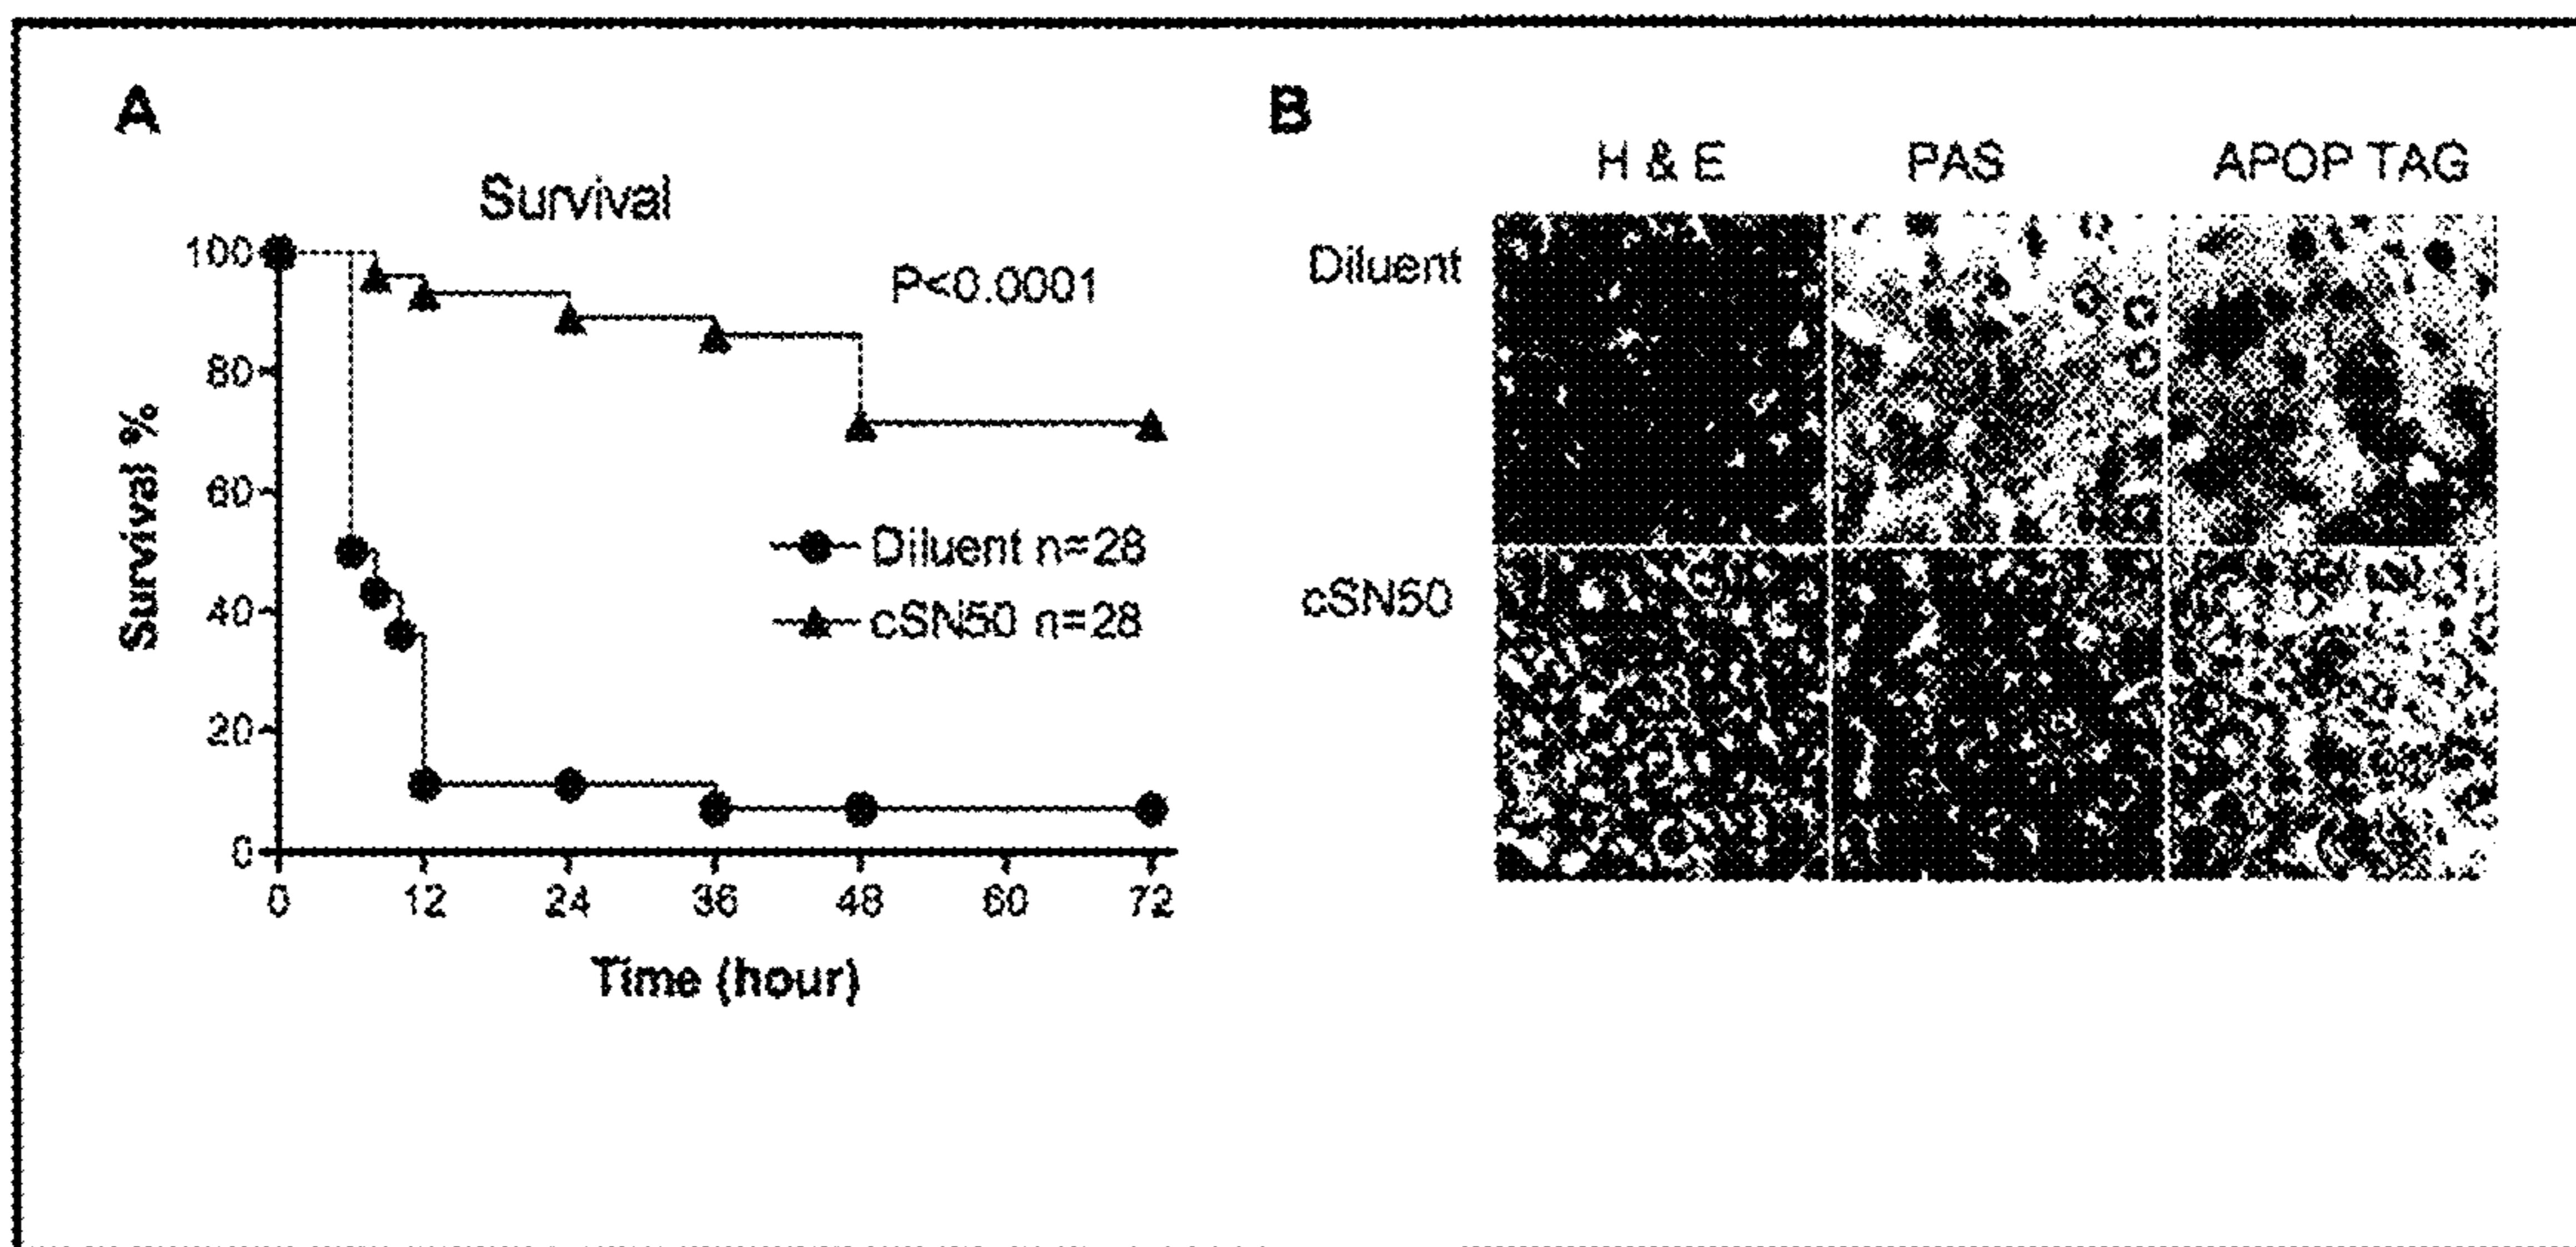 A
Survival
P<0.0001
Survival %
100
80
60
40
20
0
Diluent n=28
cSN50 n=28
0 12 24 36 48 60 72
Time (hour)
B
H & E PAS APOP TAG
Diluent
cSN50